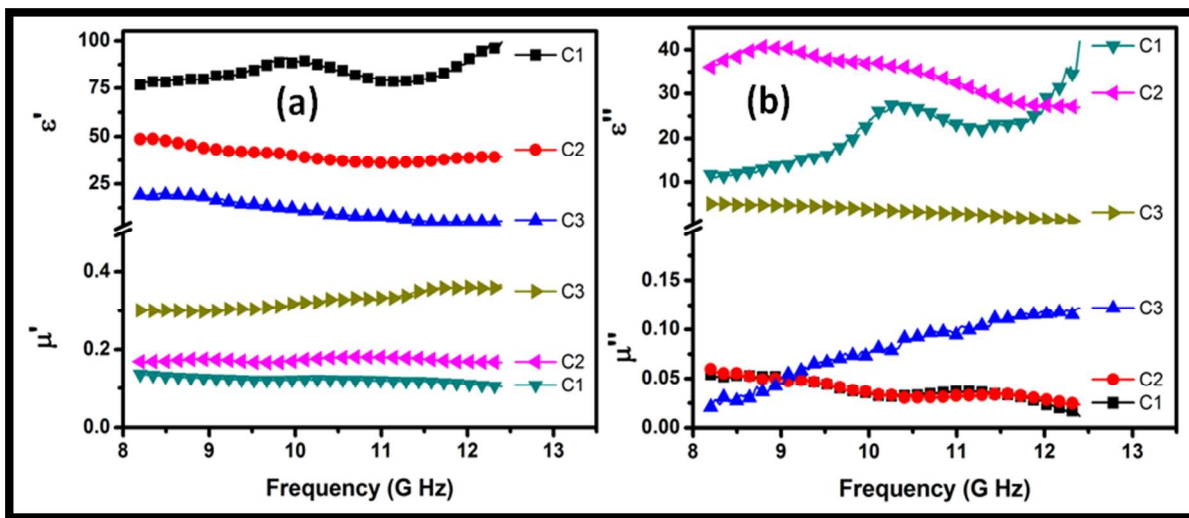 (a)
100
75
50
25
ε'
C1
C2
C3
0.4
0.2
0.0
μ'
C3
C2
C1
8 9 10 11 12 13
Frequency (G Hz)
(b)
40
30
20
10
ε''
C1
C2
C3
0.15
0.10
0.05
0.00
μ''
C3
C2
C1
8 9 10 11 12 13
Frequency (G Hz)